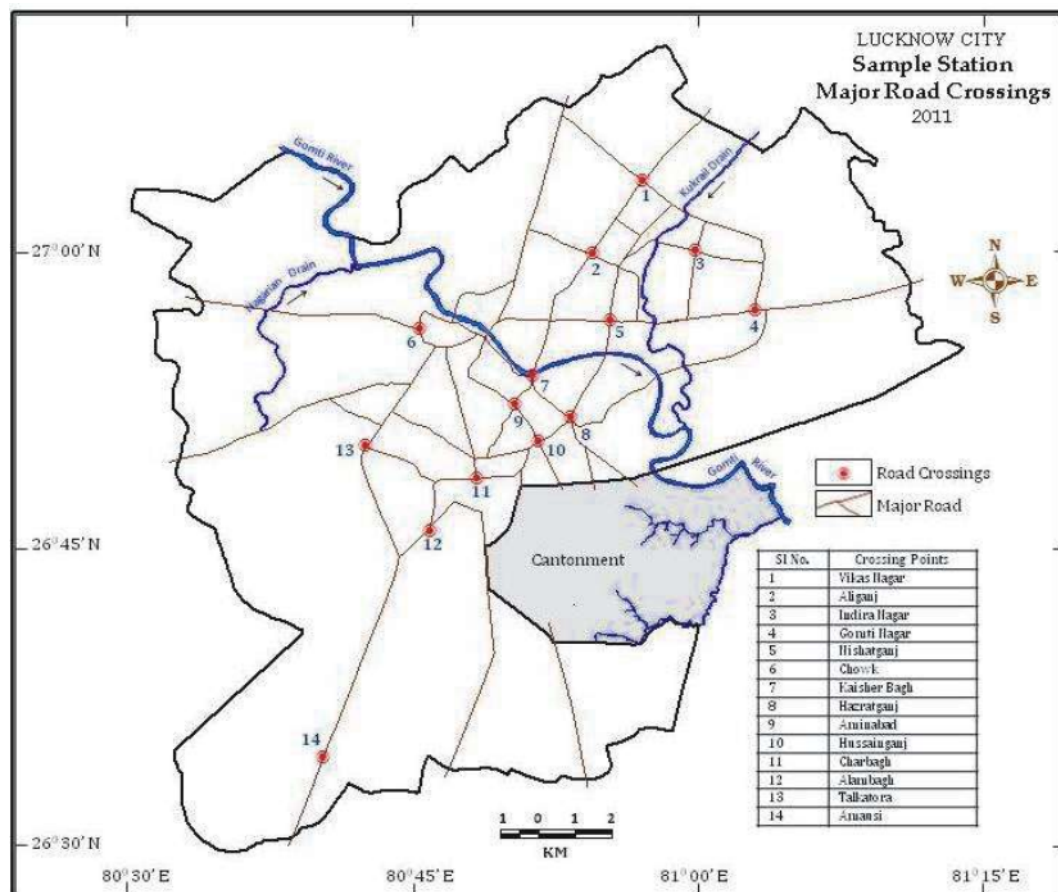 LUCKNOW CITY
Sample Station
Major Road Crossings
2011
Gomti River
Kukrail Drain
Nagarian Drain
27°00'N
26°45'N
26°30'N
N
W E
S
1
2
3
4
5
6
7
8
9
10
11
12
13
14
Gomti River
Cantonment
Road Crossings
Major Road
Sl No. Crossing Points
1 Vikas Nagar
2 Aliganj
3 Indira Nagar
4 Gomti Nagar
5 Nishatganj
6 Chowk
7 Kaisher Bagh
8 Hazratganj
9 Aminabad
10 Hussainganj
11 Charbagh
12 Alambagh
13 Talkatora
14 Amausi
1 0 1 2
KM
80°30'E 80°45'E 81°00'E 81°15'E